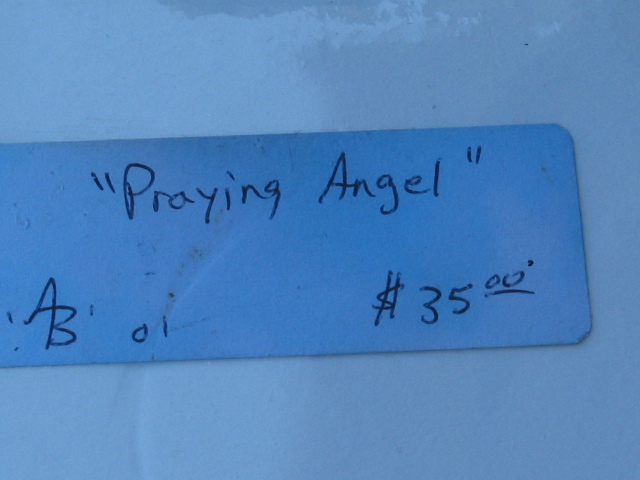 "Praying Angel"
'AB' 01 $35.00